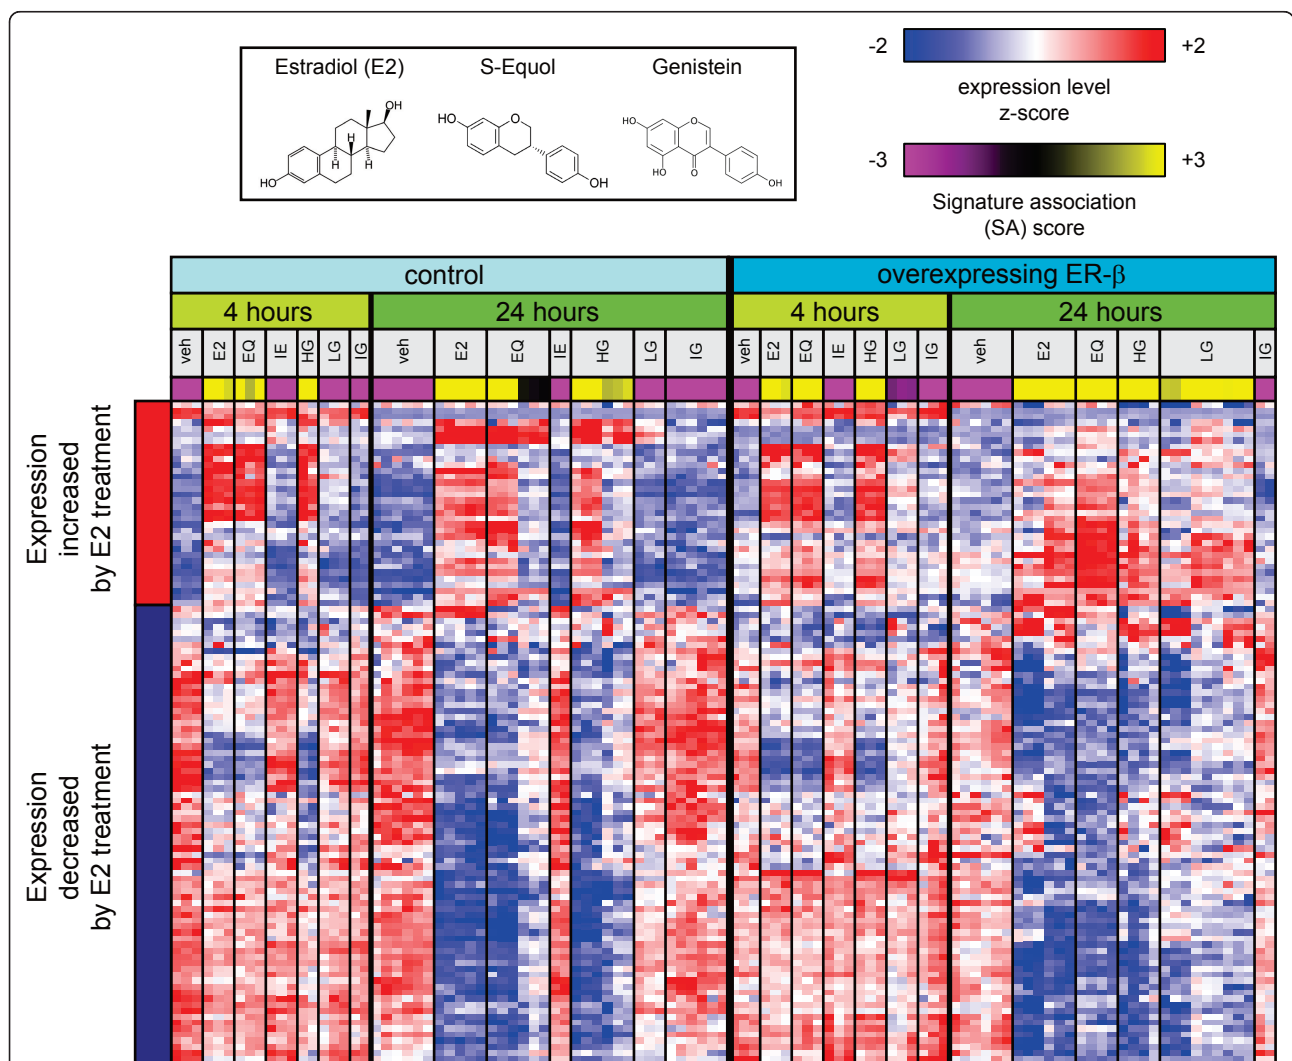 Estradiol (E2)
S-Equol
Genistein
OH
H
H
H
HO
HO
O
OH
HO
O
OH
O
OH
-2
+2
expression level
z-score
-3
+3
Signature association
(SA) score
control
overexpressing ER-β
4 hours
24 hours
4 hours
24 hours
veh
E2
EQ
IE
HG
LG
IG
veh
E2
EQ
IE
HG
LG
IG
veh
E2
EQ
IE
HG
LG
IG
veh
E2
EQ
HG
LG
IG
Expression
increased
by E2 treatment
Expression
decreased
by E2 treatment